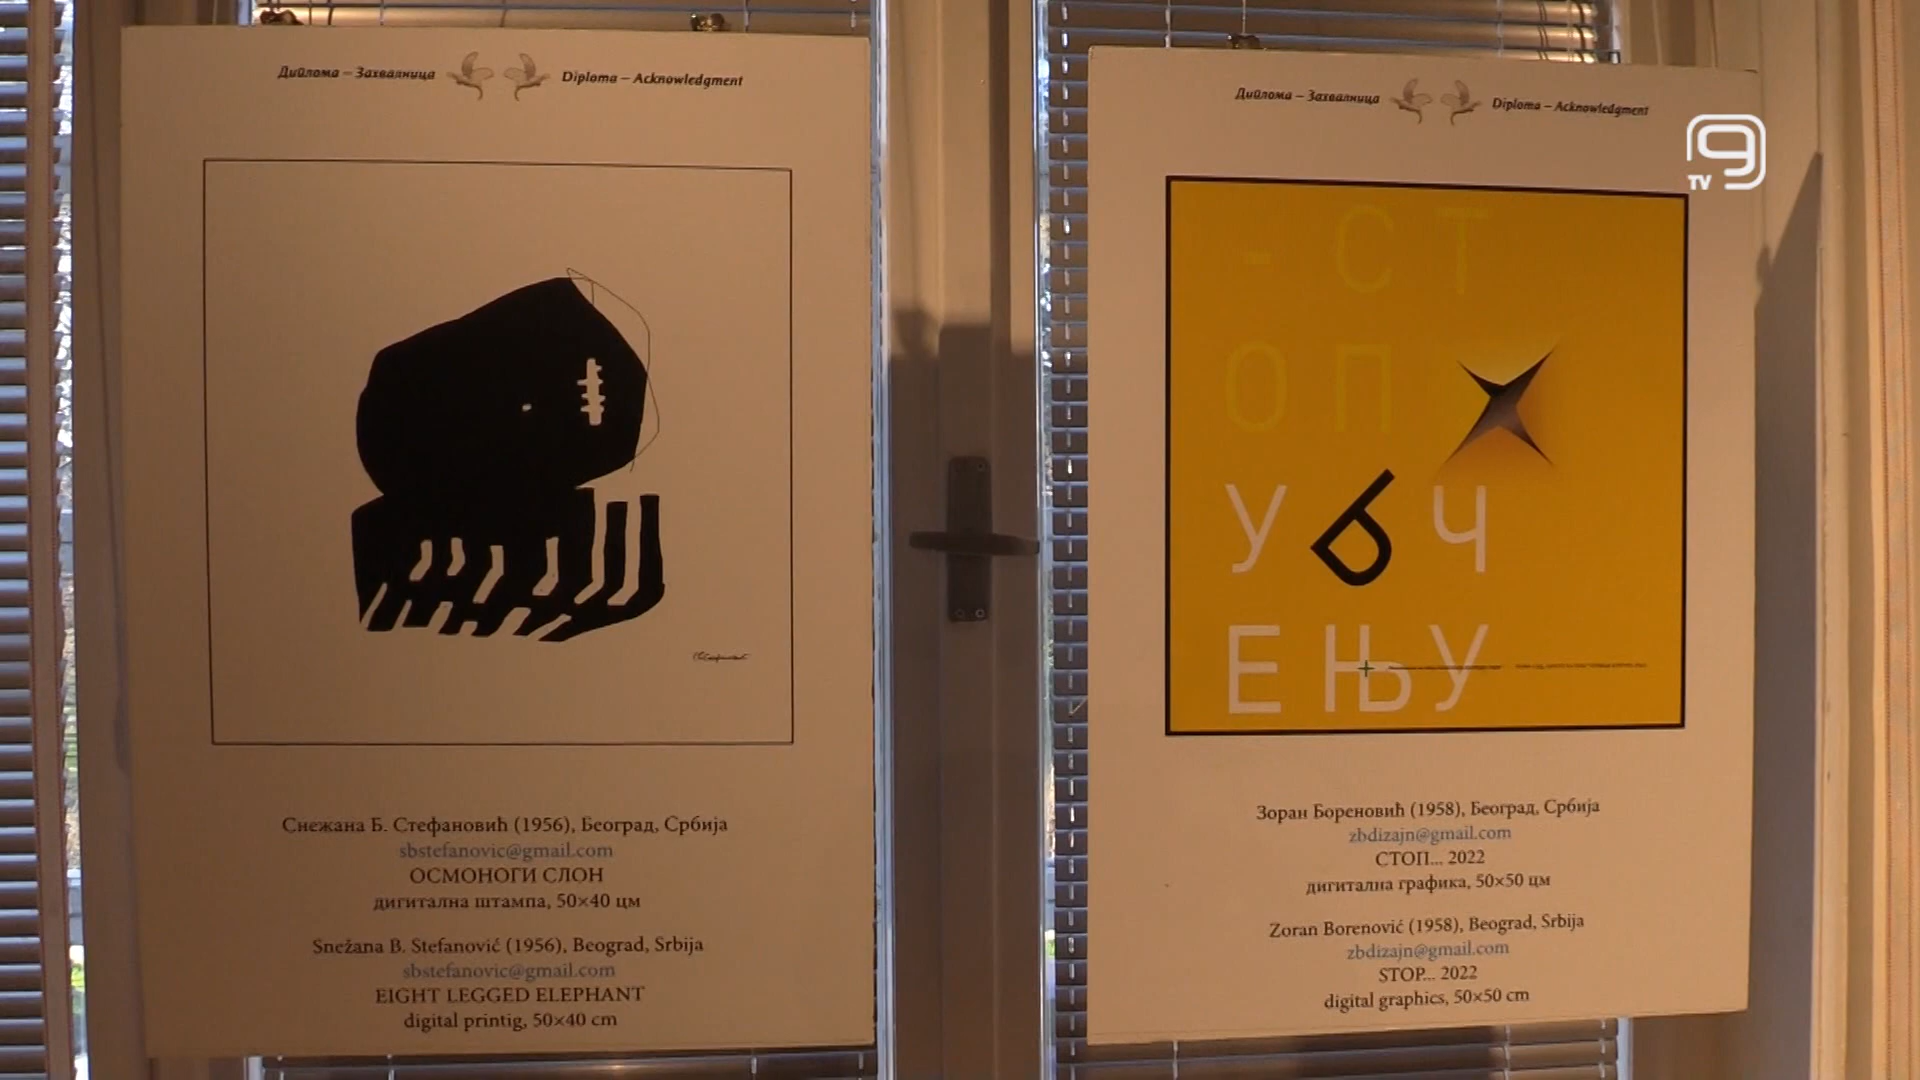 Диплома – Захвалница
Diploma – Acknowledgment
Снежана Б. Стефановић (1956), Београд, Србија
sbstefanovic@gmail.com
ОСМОНОГИ СЛОН
дигитална штампа, 50×40 цм
Snežana B. Stefanović (1956), Beograd, Srbija
sbstefanovic@gmail.com
EIGHT LEGGED ELEPHANT
digital printig, 50×40 cm
Диплома – Захвалница
Diploma – Acknowledgment
- С Т
О П
У Р Ч
Е Њ У
Зоран Бореновић (1958), Београд, Србија
zbdizajn@gmail.com
СТОП... 2022
дигитална графика, 50×50 цм
Zoran Borenović (1958), Beograd, Srbija
zbdizajn@gmail.com
STOP... 2022
digital graphics, 50×50 cm
TV 9